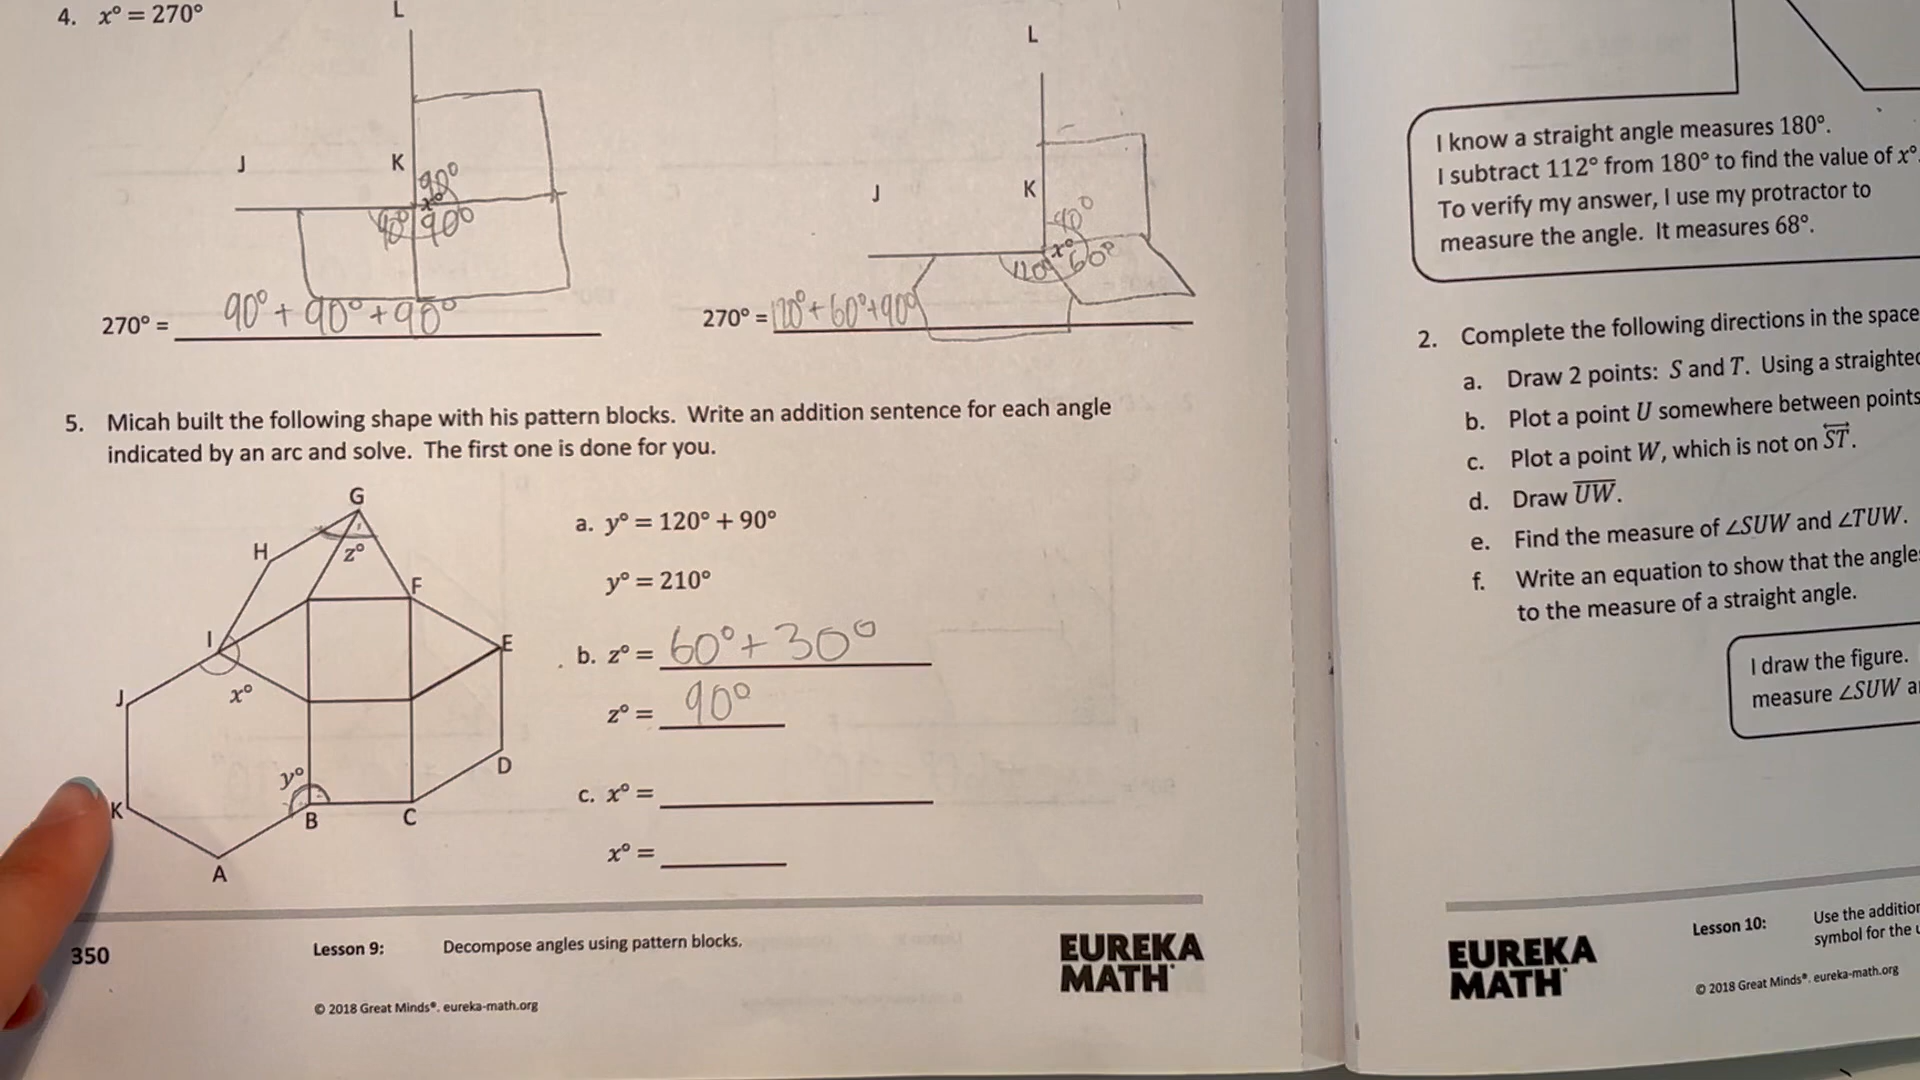 4. x° = 270°
L
L
J
K
90°
x°
90°
90°
J
K
90°
x°
120°
60°
270° = 90° + 90° + 90°
270° = 120° + 60° + 90°
5. Micah built the following shape with his pattern blocks. Write an addition sentence for each angle
indicated by an arc and solve. The first one is done for you.
G
H
z°
F
I
E
J
x°
D
y°
K
B
C
A
a. y° = 120° + 90°
y° = 210°
b. z° = 60° + 30°
z° = 90°
c. x° =
x° =
350
Lesson 9:
Decompose angles using pattern blocks.
EUREKA
MATH
© 2018 Great Minds®. eureka-math.org
I know a straight angle measures 180°.
I subtract 112° from 180° to find the value of x°.
To verify my answer, I use my protractor to
measure the angle. It measures 68°.
2. Complete the following directions in the space
a. Draw 2 points: S and T. Using a
b. Plot a point U somewhere between points
c. Plot a point W, which is not on ST.
d. Draw UW.
e. Find the measure of ∠SUW and ∠TUW.
f. Write an equation to show that the
to the measure of a straight angle.
I draw the figure.
measure ∠SUW
EUREKA
MATH
Lesson 10:
Use the
symbol for the
© 2018 Great Minds®. eureka-math.org